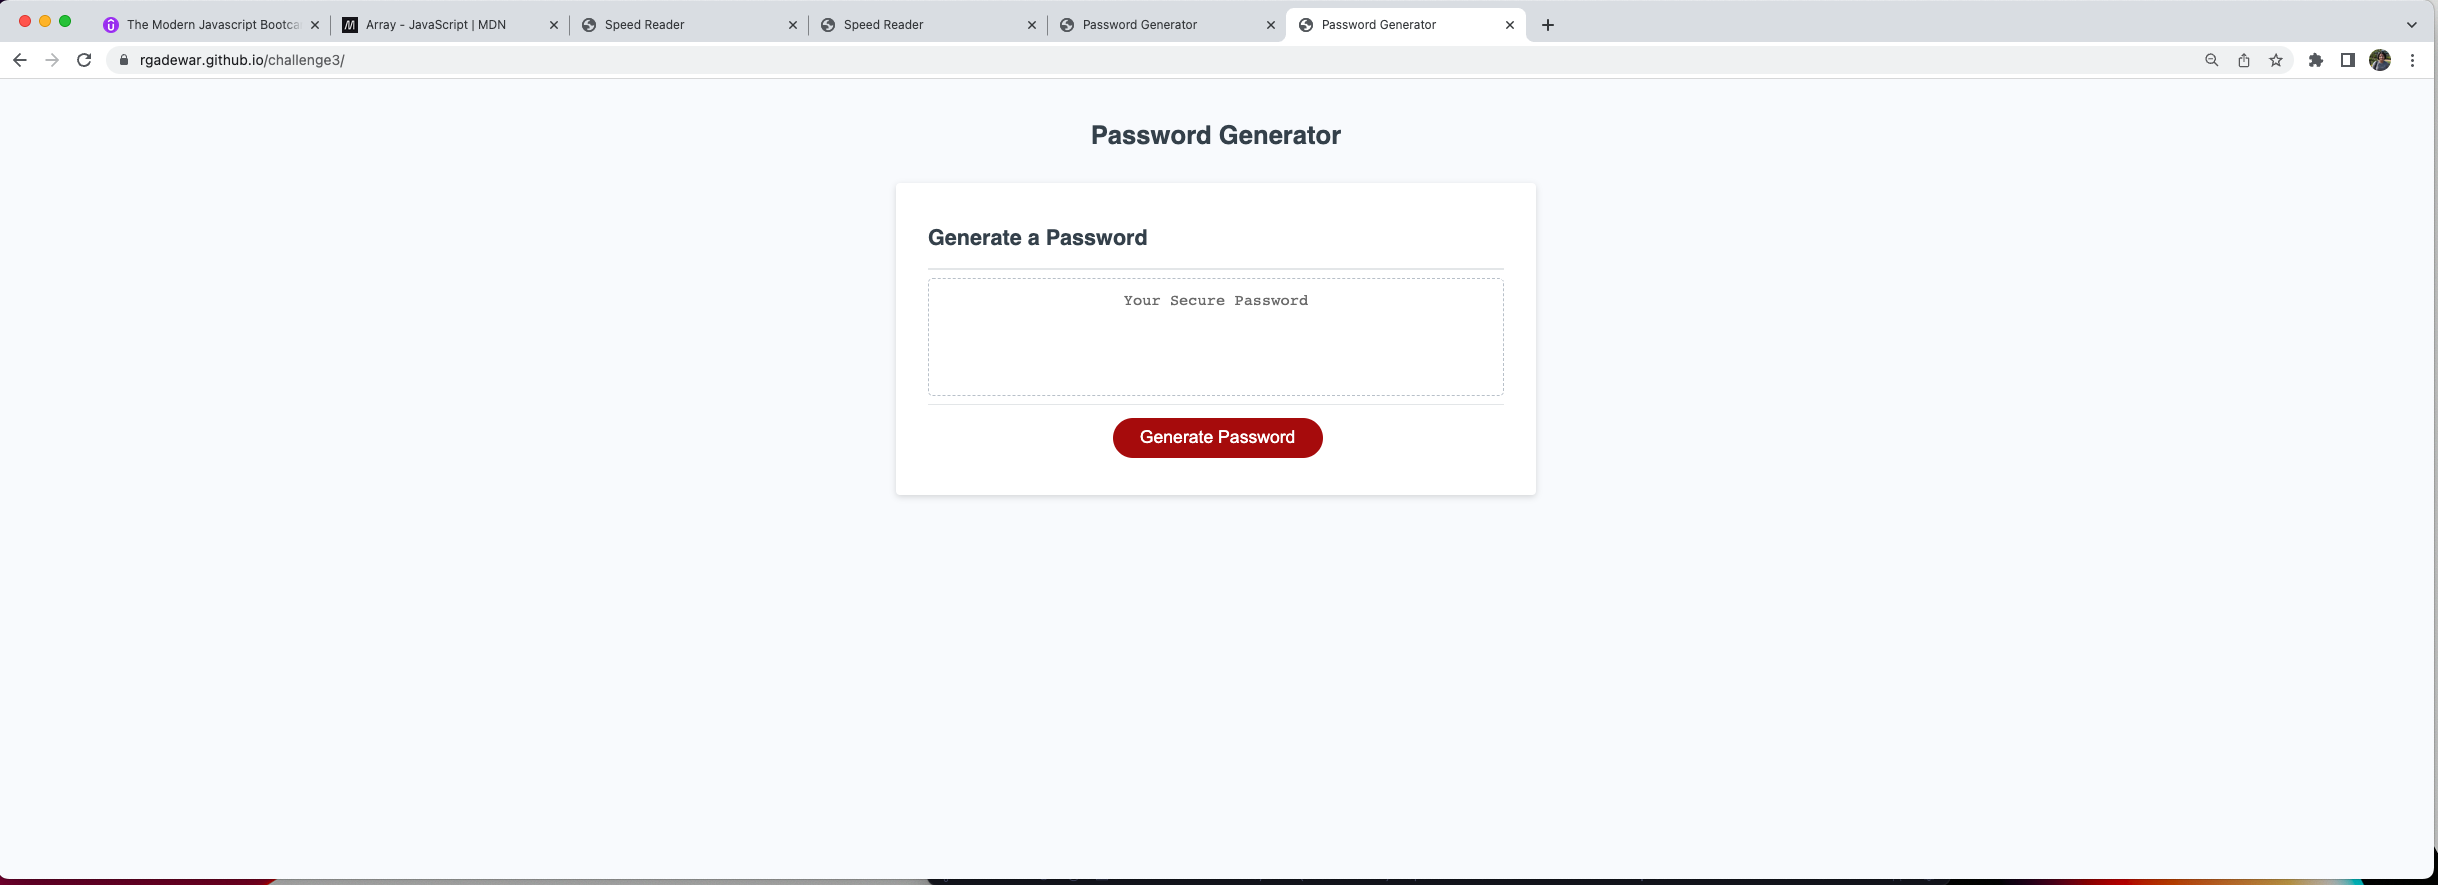 The Modern Javascript Bootca
Array - JavaScript | MDN
Speed Reader
Speed Reader
Password Generator
Password Generator
rgadewar.github.io/challenge3/
Password Generator
Generate a Password
Your Secure Password
Generate Password